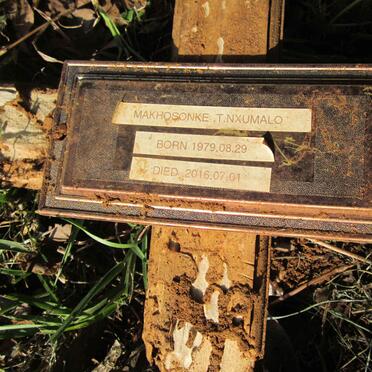 MAKHOSONKE .T.NXUMALO
BORN 1979,08.29
DIED 2016.07.01